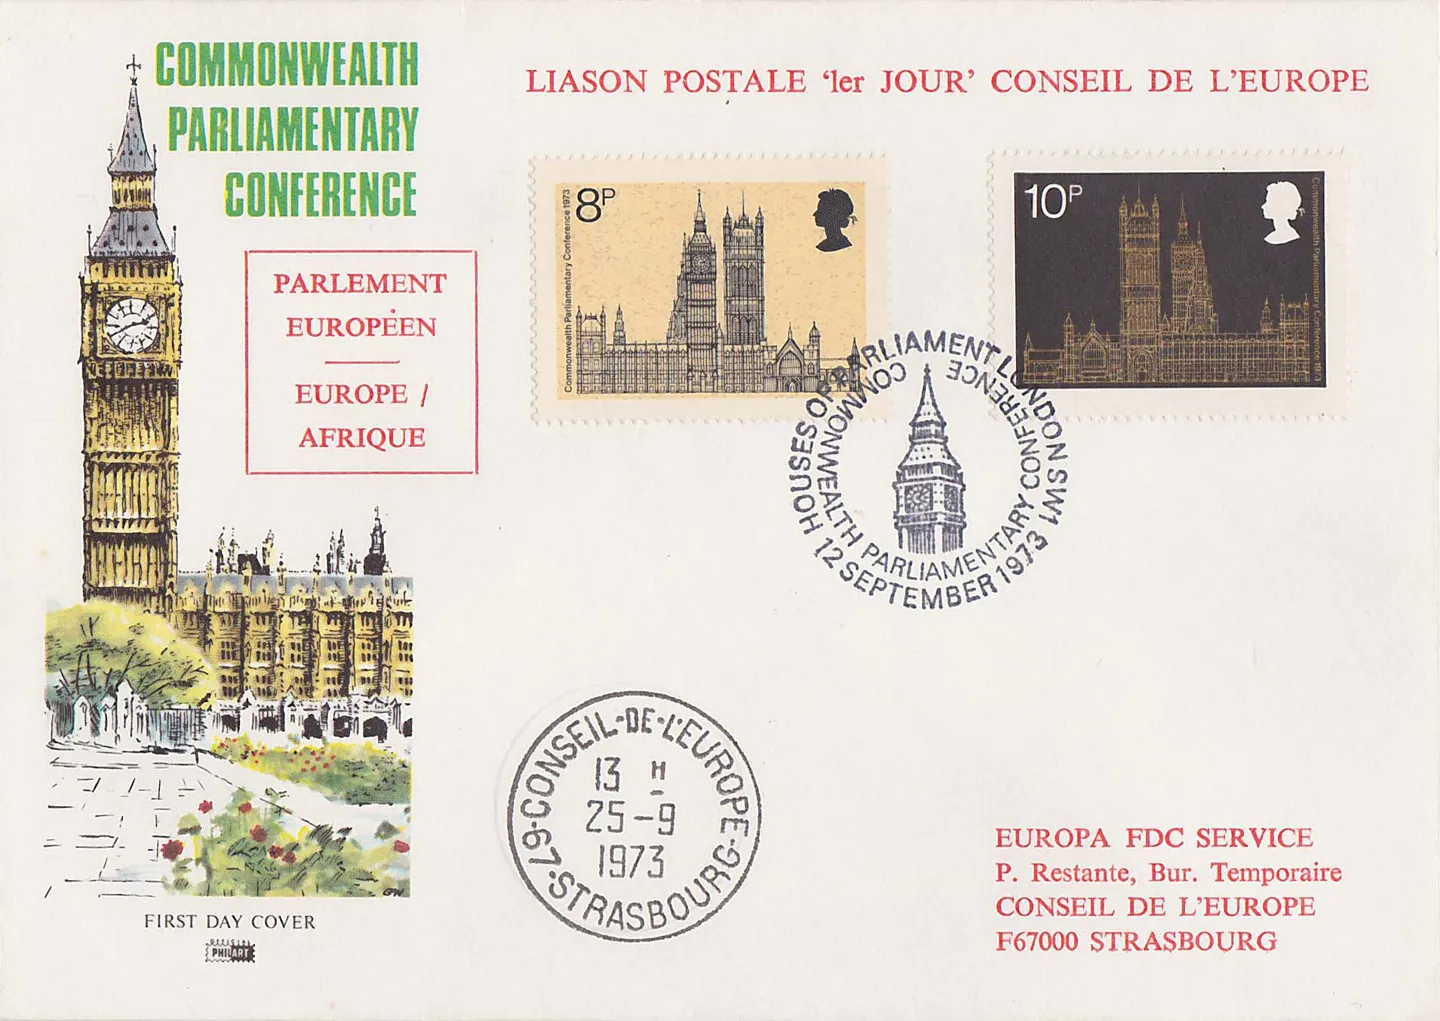 COMMONWEALTH
PARLIAMENTARY
CONFERENCE
LIASON POSTALE ‘1er JOUR’ CONSEIL DE L’EUROPE
PARLEMENT
EUROPÉEN
EUROPE /
AFRIQUE
8P
Commonwealth Parliamentary Conference 1973
10P
Commonwealth Parliamentary Conference 1973
HOUSES OF PARLIAMENT LONDON SW1
COMMONWEALTH PARLIAMENTARY CONFERENCE
12 SEPTEMBER 1973
CONSEIL-DE-L'EUROPE
13 H
25-9
1973
67-STRASBOURG
EUROPA FDC SERVICE
P. Restante, Bur. Temporaire
CONSEIL DE L’EUROPE
F67000 STRASBOURG
GW
FIRST DAY COVER
PHILART